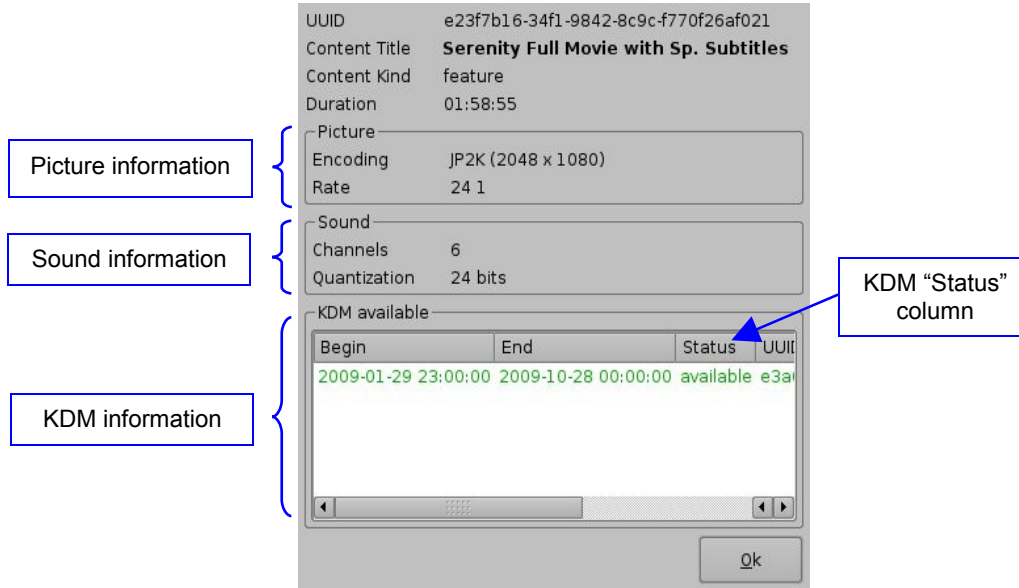 UUID e23f7b16-34f1-9842-8c9c-f770f26af021
Content Title Serenity Full Movie with Sp. Subtitles
Content Kind feature
Duration 01:58:55
Picture
Picture information
Encoding JP2K (2048 x 1080)
Rate 24 1
Sound
Sound information
Channels 6
Quantization 24 bits
KDM “Status”
column
KDM available
Begin End Status UUID
2009-01-29 23:00:00 2009-10-28 00:00:00 available e3a
KDM information
Ok